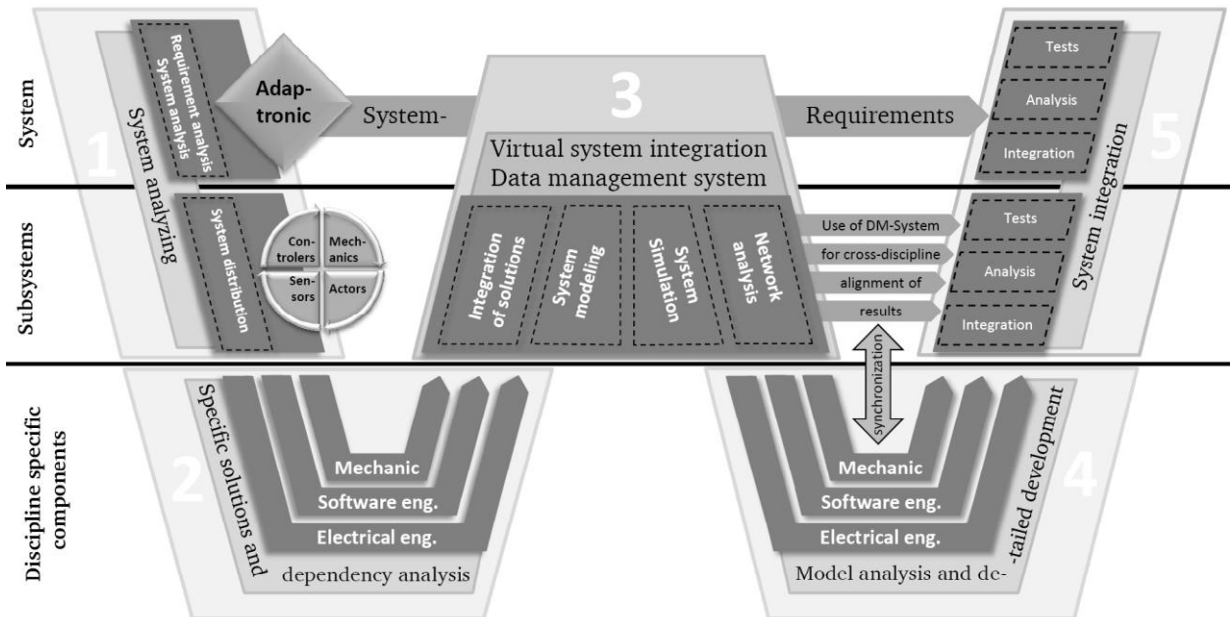 System
Subsystems
Discipline specific
components
1
System analyzing
Requirement analysis
System analysis
Adap-
tronic
System-
System distribution
Con-
trolers
Mech-
anics
Sen-
sors
Actors
2
Specific solutions and
dependency analysis
Mechanic
Software eng.
Electrical eng.
3
Virtual system integration
Data management system
Integration
of solutions
System
modeling
System
Simulation
Network
analysis
Requirements
Use of DM-System
for cross-discipline
alignment of
results
synchronization
4
Model analysis and de-
-tailed development
Mechanic
Software eng.
Electrical eng.
5
System integration
Tests
Analysis
Integration
Tests
Analysis
Integration